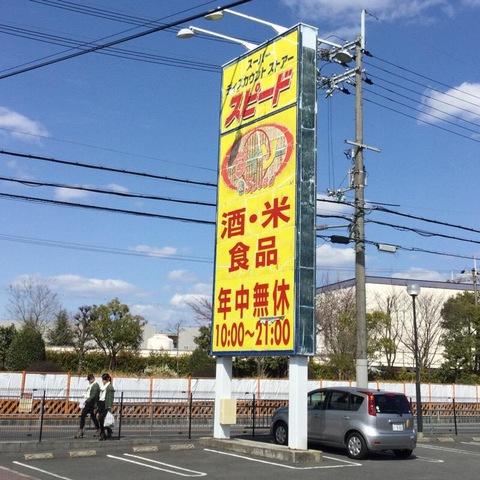 スーパー
ディスカウント ストアー
スピード
酒・米
食品
年中無休
10:00〜21:00